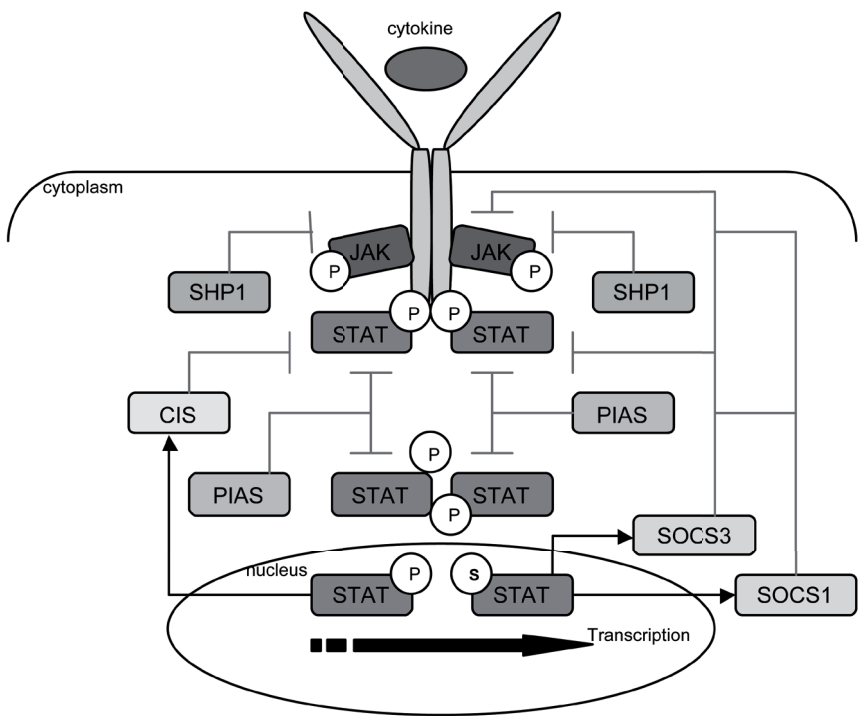 cytokine
cytoplasm
JAK
JAK
P
P
SHP1
SHP1
P
P
STAT
STAT
CIS
PIAS
P
PIAS
STAT
STAT
P
SOCS3
nucleus
P
S
STAT
STAT
SOCS1
Transcription